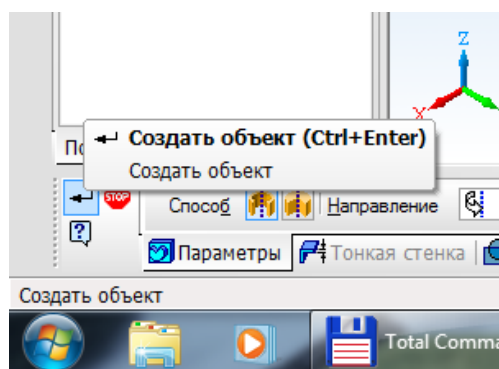 Z
X
По
Создать объект (Ctrl+Enter)
Создать объект
STOP
Способ Направление
Параметры Тонкая стенка
Создать объект
Total Comma